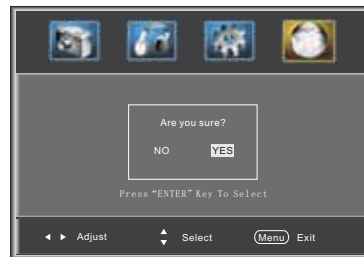 Are you sure?
NO YES
Press “ENTER” Key To Select
Adjust Select Menu Exit